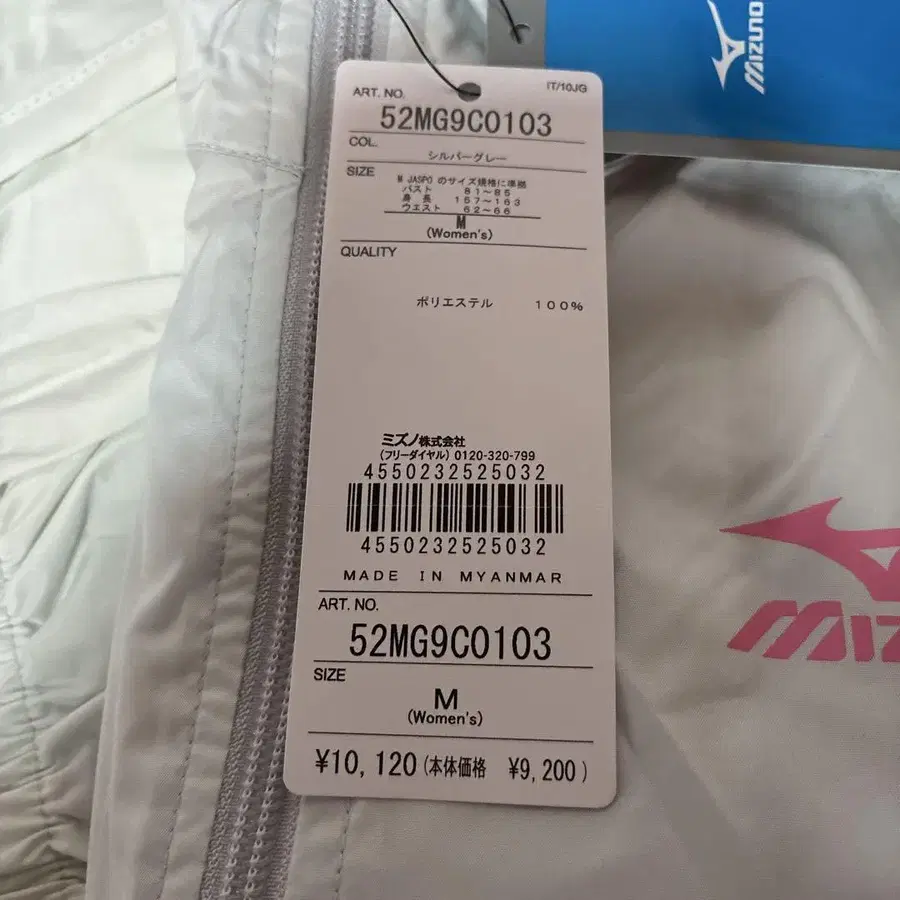 MIZUNO
IT/10JG
ART. NO.
52MG9C0103
COL.
シルバーグレー
SIZE
M JASPO のサイズ規格に準拠
バスト 81〜85
身長 157〜163
ウエスト 62〜66
M
(Women's)
QUALITY
ポリエステル 100%
ミズノ株式会社
(フリーダイヤル) 0120-320-799
4550232525032
4550232525032
MADE IN MYANMAR
ART. NO.
52MG9C0103
SIZE
M
(Women's)
¥10,120 (本体価格 ¥9,200)
MIZ